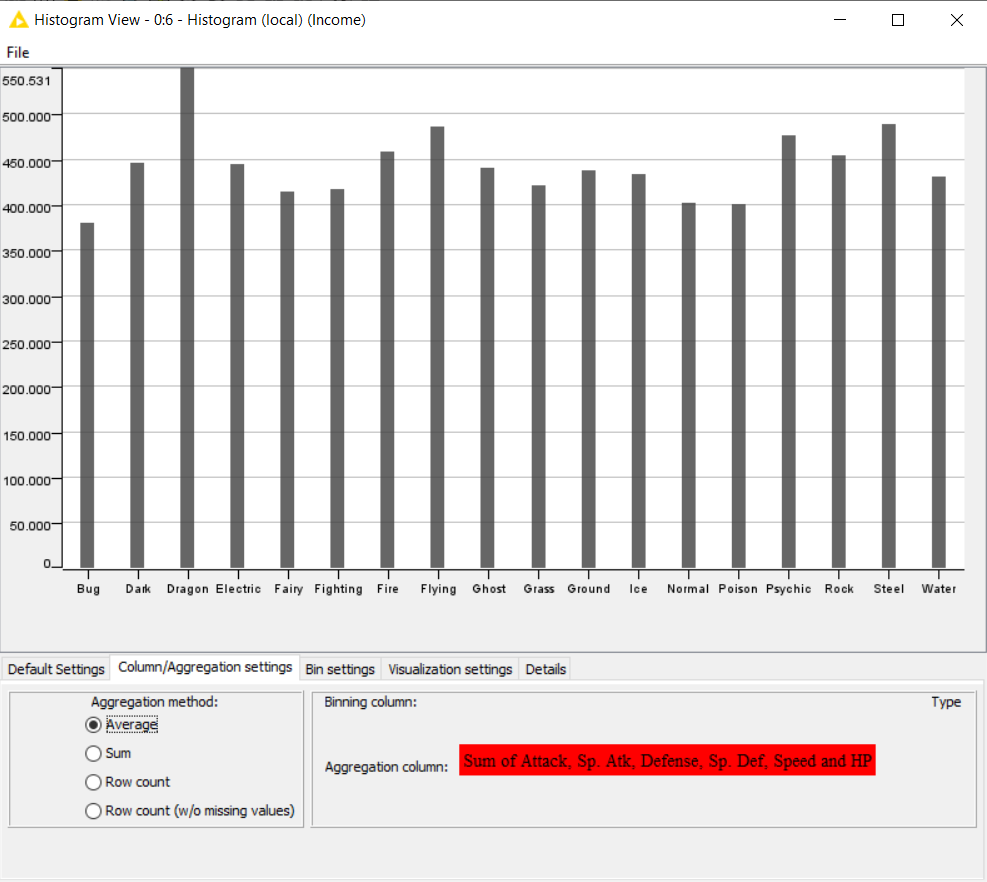 Histogram View - 0:6 - Histogram (local) (Income)
File
550.531
500.000
450.000
400.000
350.000
300.000
250.000
200.000
150.000
100.000
50.000
0
Bug Dark Dragon Electric Fairy Fighting Fire Flying Ghost Grass Ground Ice Normal Poison Psychic Rock Steel Water
Default Settings Column/Aggregation settings Bin settings Visualization settings Details
Aggregation method:
Average
Sum
Row count
Row count (w/o missing values)
Binning column: Type
Aggregation column: Sum of Attack, Sp. Atk, Defense, Sp. Def, Speed and HP